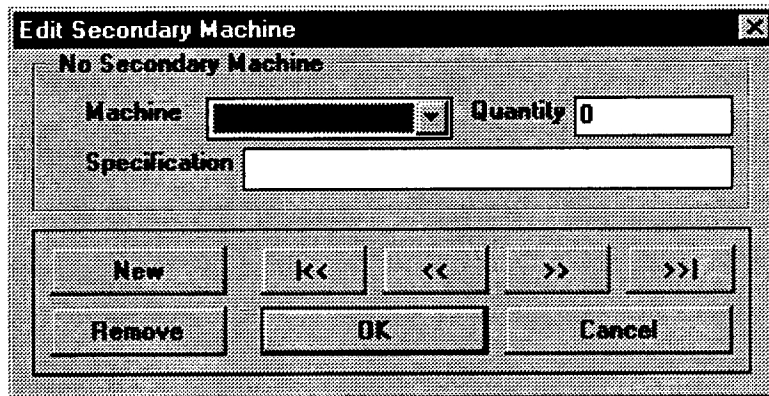 Edit Secondary Machine
No Secondary Machine
Machine Quantity 0
Specification
New |<< << >> >>|
Remove OK Cancel